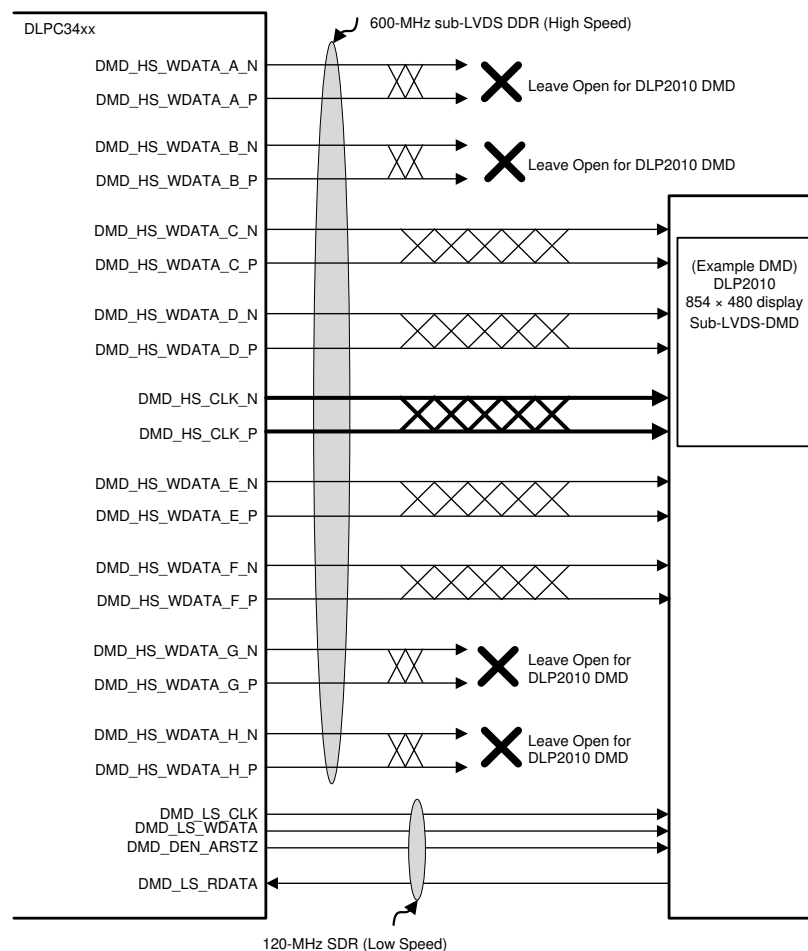 600-MHz sub-LVDS DDR (High Speed)
DLPC34xx
DMD_HS_WDATA_A_N
DMD_HS_WDATA_A_P
Leave Open for DLP2010 DMD
DMD_HS_WDATA_B_N
DMD_HS_WDATA_B_P
Leave Open for DLP2010 DMD
DMD_HS_WDATA_C_N
DMD_HS_WDATA_C_P
(Example DMD)
DLP2010
854 × 480 display
Sub-LVDS-DMD
DMD_HS_WDATA_D_N
DMD_HS_WDATA_D_P
DMD_HS_CLK_N
DMD_HS_CLK_P
DMD_HS_WDATA_E_N
DMD_HS_WDATA_E_P
DMD_HS_WDATA_F_N
DMD_HS_WDATA_F_P
DMD_HS_WDATA_G_N
DMD_HS_WDATA_G_P
Leave Open for
DLP2010 DMD
DMD_HS_WDATA_H_N
DMD_HS_WDATA_H_P
Leave Open for
DLP2010 DMD
DMD_LS_CLK
DMD_LS_WDATA
DMD_DEN_ARSTZ
DMD_LS_RDATA
120-MHz SDR (Low Speed)